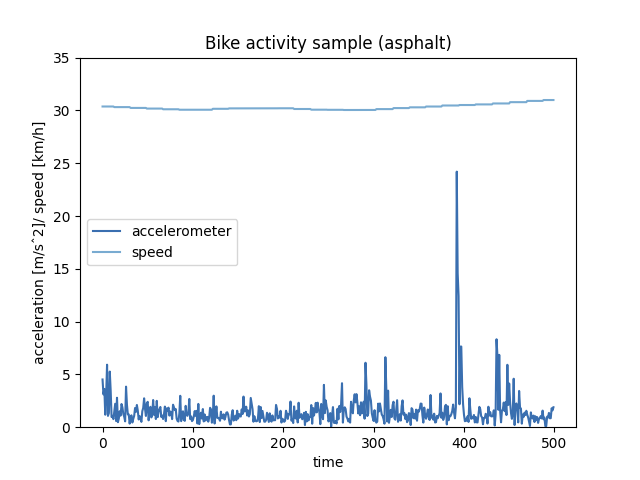 Bike activity sample (asphalt)
acceleration [m/sˆ2]/ speed [km/h]
35
30
25
20
15
10
5
0
accelerometer
speed
0 100 200 300 400 500
time